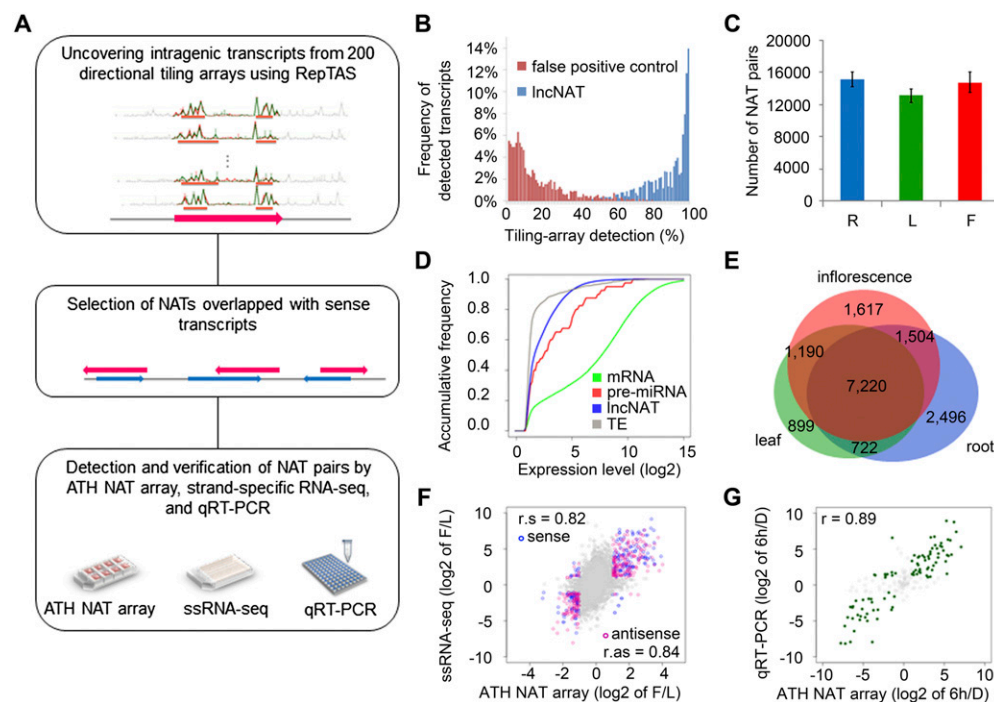 A
Uncovering intragenic transcripts from 200
directional tiling arrays using RepTAS
Selection of NATs overlapped with sense
transcripts
Detection and verification of NAT pairs by
ATH NAT array, strand-specific RNA-seq,
and qRT-PCR
ATH NAT array
ssRNA-seq
qRT-PCR
B
Frequency of
detected transcripts
14%
12%
10%
8%
6%
4%
2%
0%
false positive control
lncNAT
0 20 40 60 80 100
Tiling-array detection (%)
C
Number of NAT pairs
20000
16000
12000
8000
4000
0
R L F
D
Accumulative frequency
1.0
0.8
0.6
0.4
0.2
0.0
mRNA
pre-miRNA
lncNAT
TE
0 5 10 15
Expression level (log2)
E
inflorescence
1,617
1,190
1,504
7,220
899
2,496
722
leaf
root
F
ssRNA-seq (log2 of F/L)
10
5
0
-5
-10
r.s = 0.82
sense
antisense
r.as = 0.84
-4 -2 0 2 4
ATH NAT array (log2 of F/L)
G
qRT-PCR (log2 of 6h/D)
10
5
0
-5
-10
r = 0.89
-10 -5 0 5 10
ATH NAT array (log2 of 6h/D)